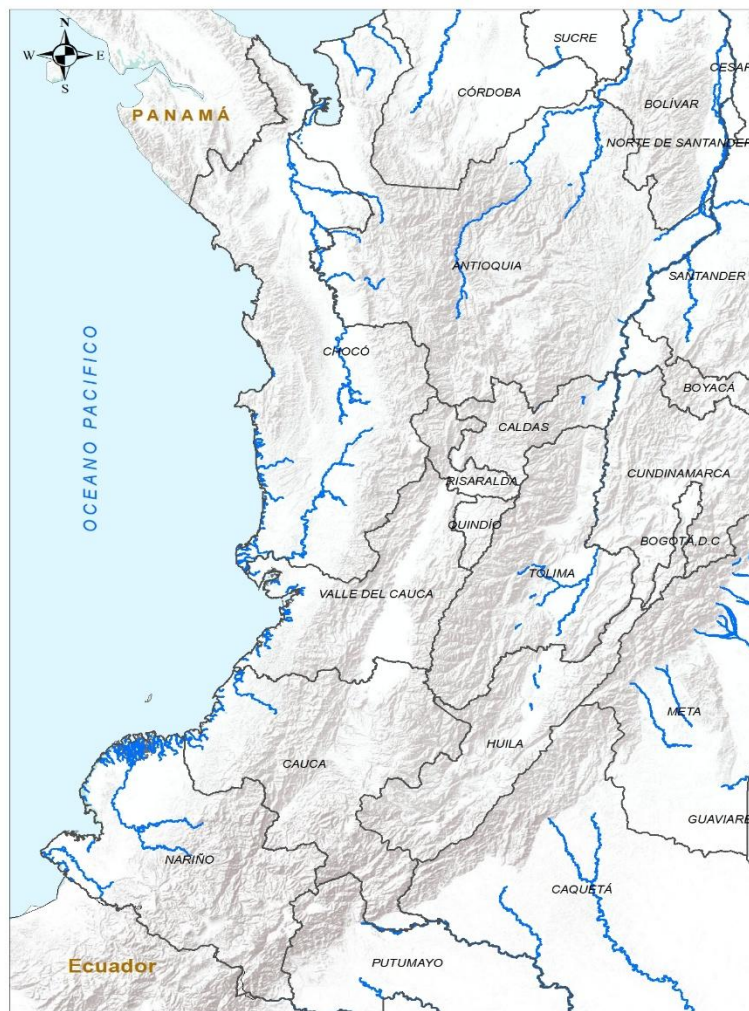 N
W E
S
PANAMÁ
SUCRE
CESAR
CÓRDOBA
BOLÍVAR
NORTE DE SANTANDER
ANTIOQUIA
SANTANDER
OCEANO PACIFICO
CHOCÓ
BOYACÁ
CALDAS
CUNDINAMARCA
RISARALDA
QUINDÍO
BOGOTÁ,D.C
TOLIMA
VALLE DEL CAUCA
META
HUILA
CAUCA
GUAVIARE
NARIÑO
CAQUETÁ
PUTUMAYO
Ecuador